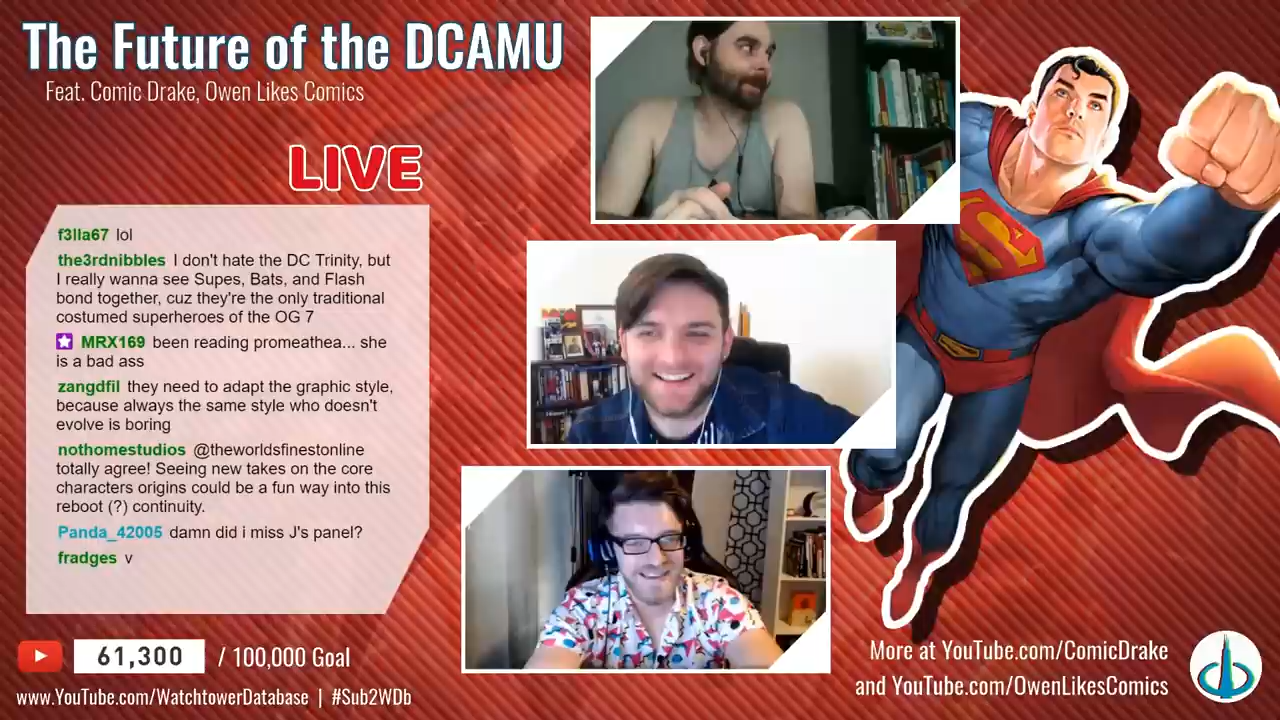 The Future of the DCAMU
Feat. Comic Drake, Owen Likes Comics
LIVE
f3lla67 lol
the3rdnibbles I don't hate the DC Trinity, but
I really wanna see Supes, Bats, and Flash
bond together, cuz they're the only traditional
costumed superheroes of the OG 7
MRX169 been reading promeathea... she
is a bad ass
zangdfil they need to adapt the graphic style,
because always the same style who doesn't
evolve is boring
nothomestudios @theworldsfinestonline
totally agree! Seeing new takes on the core
characters origins could be a fun way into this
reboot (?) continuity.
Panda_42005 damn did i miss J's panel?
fradges v
61,300 / 100,000 Goal
www.YouTube.com/WatchtowerDatabase | #Sub2WDb
More at YouTube.com/ComicDrake
and YouTube.com/OwenLikesComics